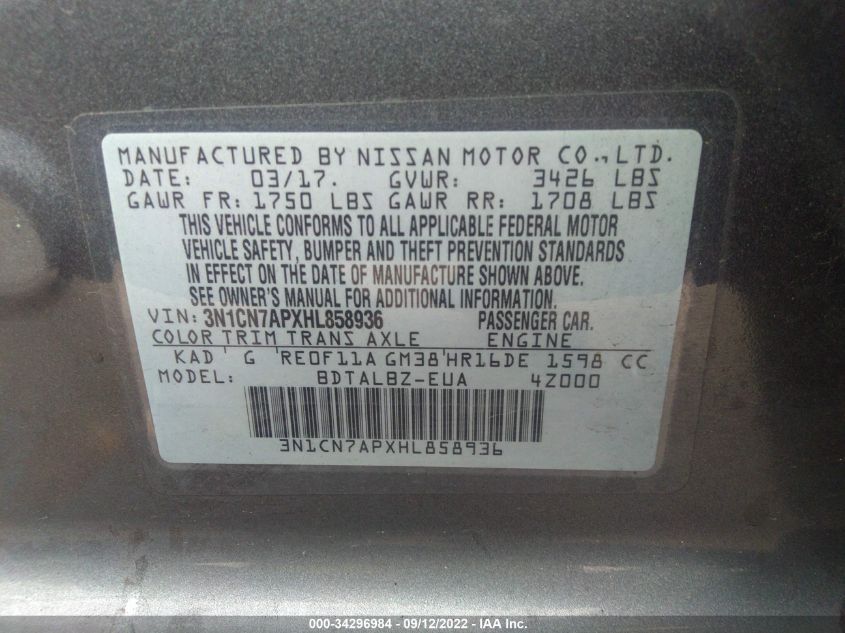 MANUFACTURED BY NISSAN MOTOR CO.,LTD.
DATE: 03/17. GVWR: 3426 LBS
GAWR FR: 1750 LBS GAWR RR: 1708 LBS
THIS VEHICLE CONFORMS TO ALL APPLICABLE FEDERAL MOTOR
VEHICLE SAFETY, BUMPER AND THEFT PREVENTION STANDARDS
IN EFFECT ON THE DATE OF MANUFACTURE SHOWN ABOVE.
SEE OWNER'S MANUAL FOR ADDITIONAL INFORMATION.
VIN: 3N1CN7APXHL858936 PASSENGER CAR.
COLOR TRIM TRANS AXLE ENGINE
KAD G RE0F11A GM38 HR16DE 1598 CC
MODEL: BDTALBZ-EUA 4Z000
3N1CN7APXHL858936
000-34296984 - 09/12/2022 - IAA Inc.